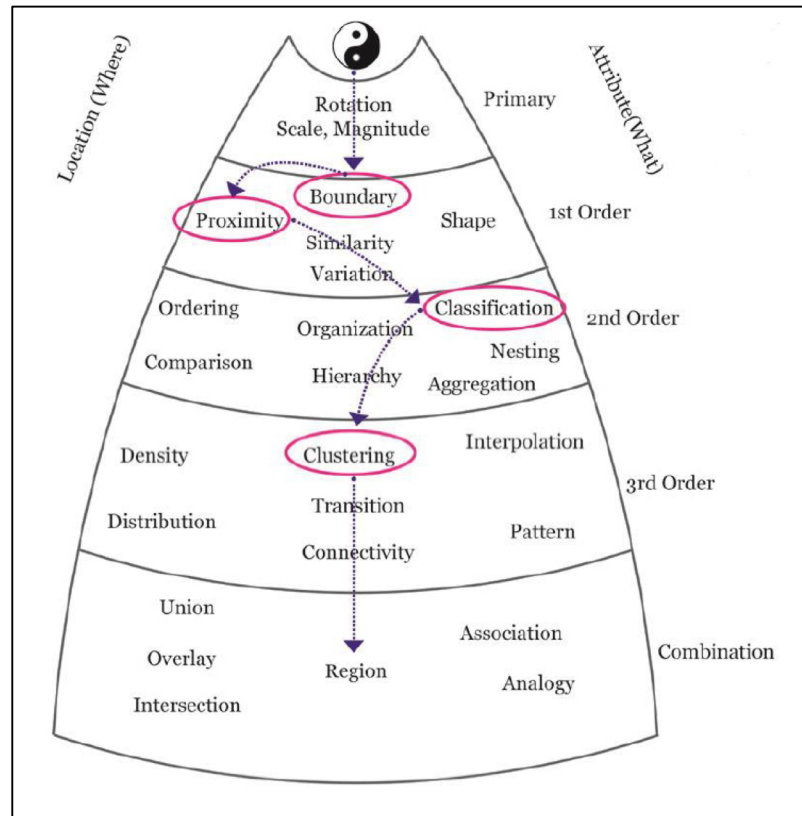 Location (Where)
Attribute(What)
Rotation
Scale, Magnitude
Primary
Boundary
Proximity
Shape
1st Order
Similarity
Variation
Ordering
Classification
Organization
2nd Order
Nesting
Comparison
Hierarchy
Aggregation
Interpolation
Density
Clustering
3rd Order
Transition
Distribution
Pattern
Connectivity
Union
Association
Overlay
Region
Combination
Analogy
Intersection